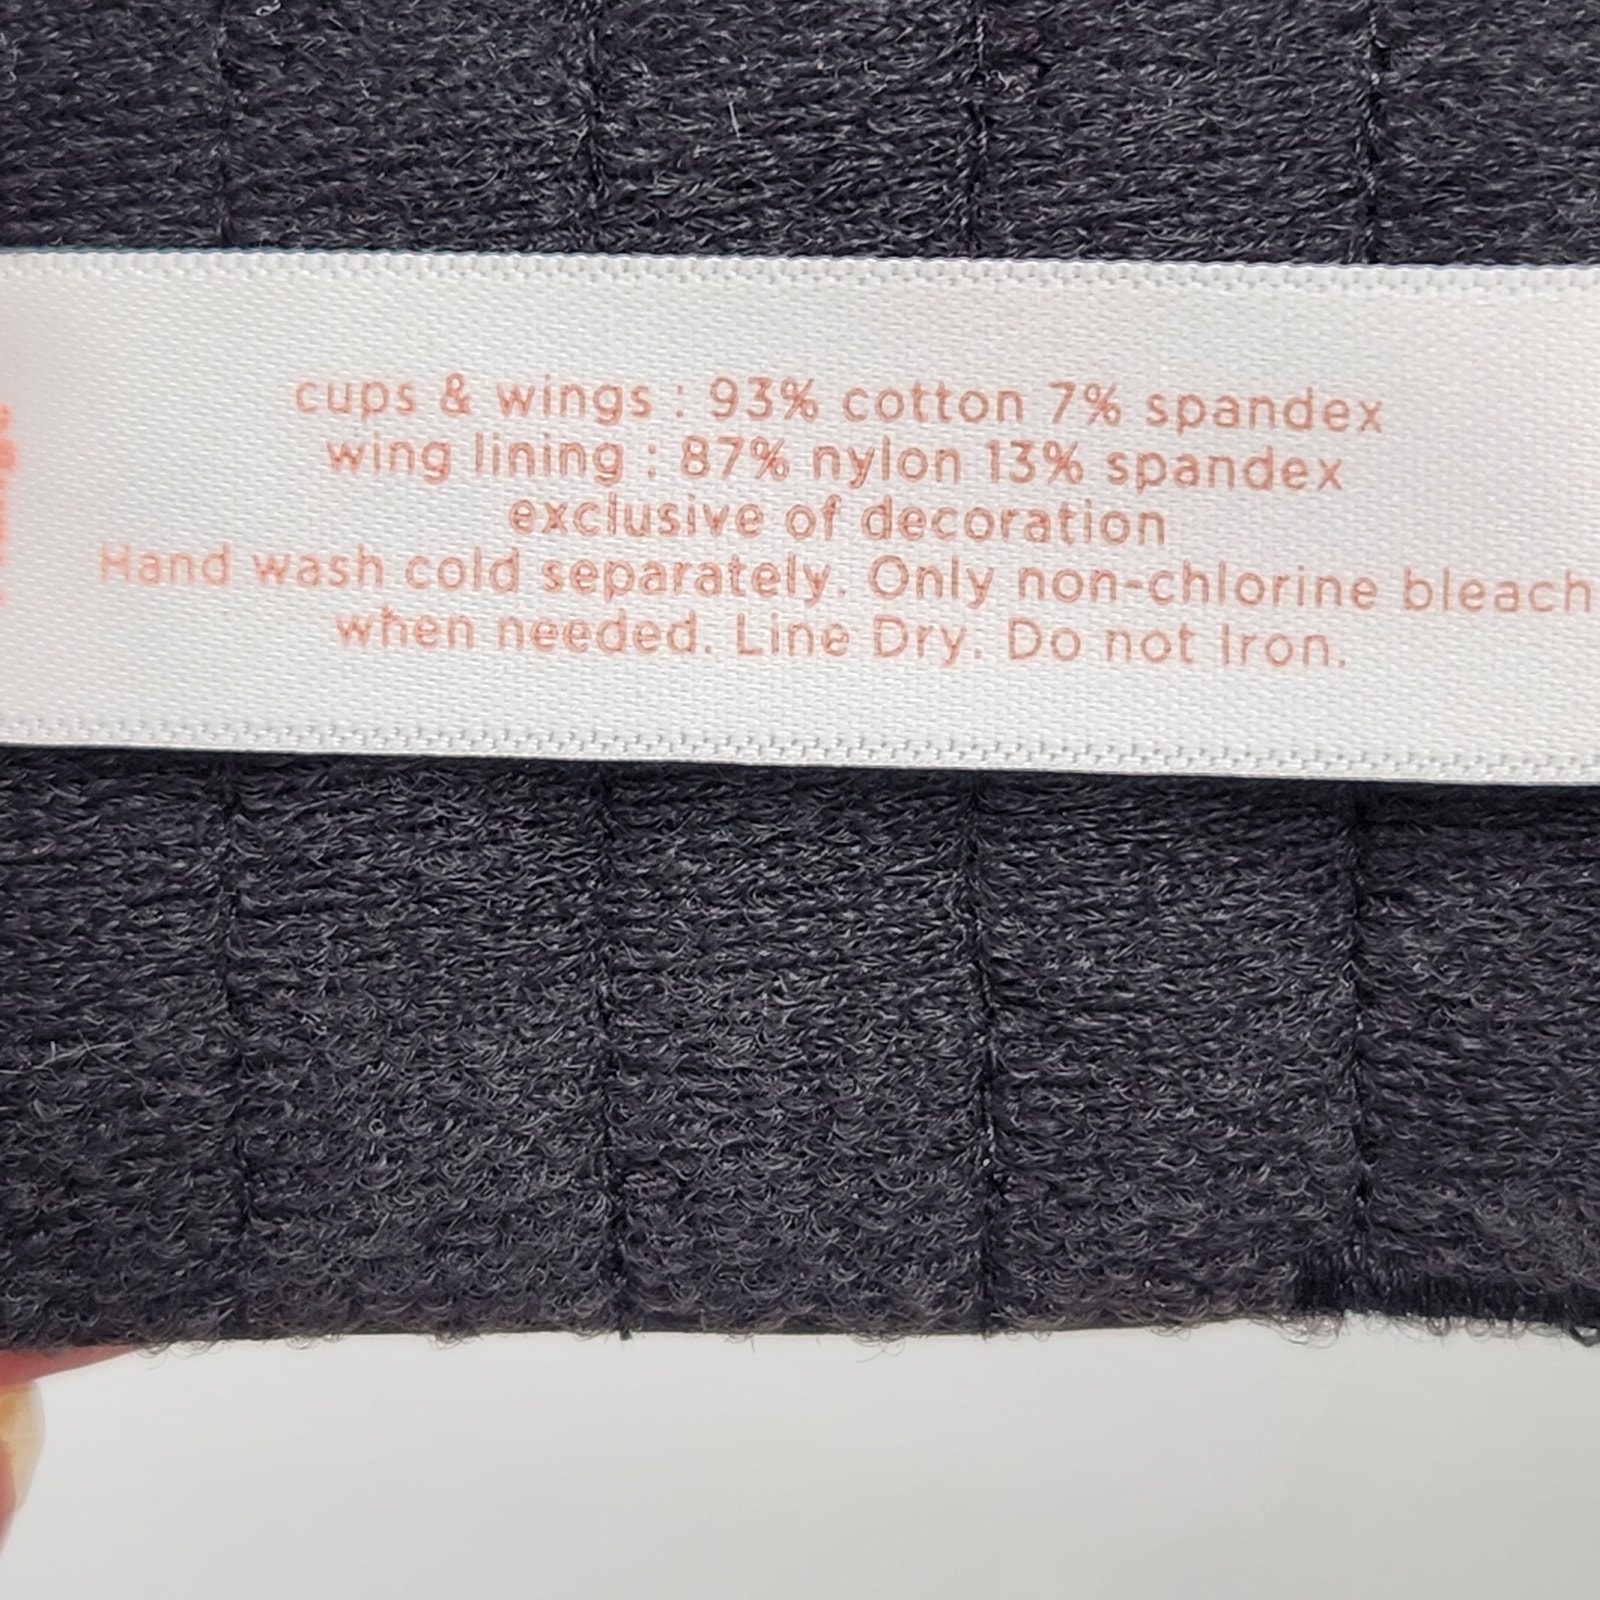 cups & wings : 93% cotton 7% spandex
wing lining : 87% nylon 13% spandex
exclusive of decoration
Hand wash cold separately. Only non-chlorine bleach
when needed. Line Dry. Do not Iron.